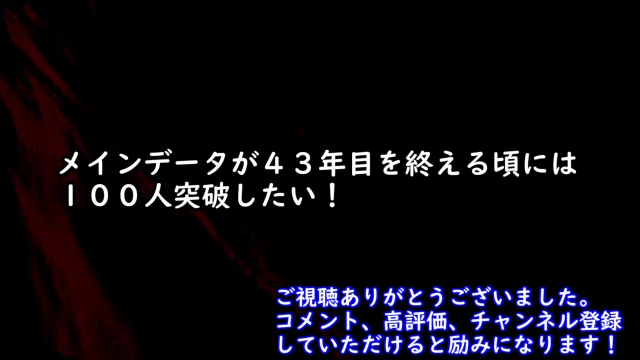 メインデータが４３年目を終える頃には
１００人突破したい！
ご視聴ありがとうございました。
コメント、高評価、チャンネル登録
していただけると励みになります！